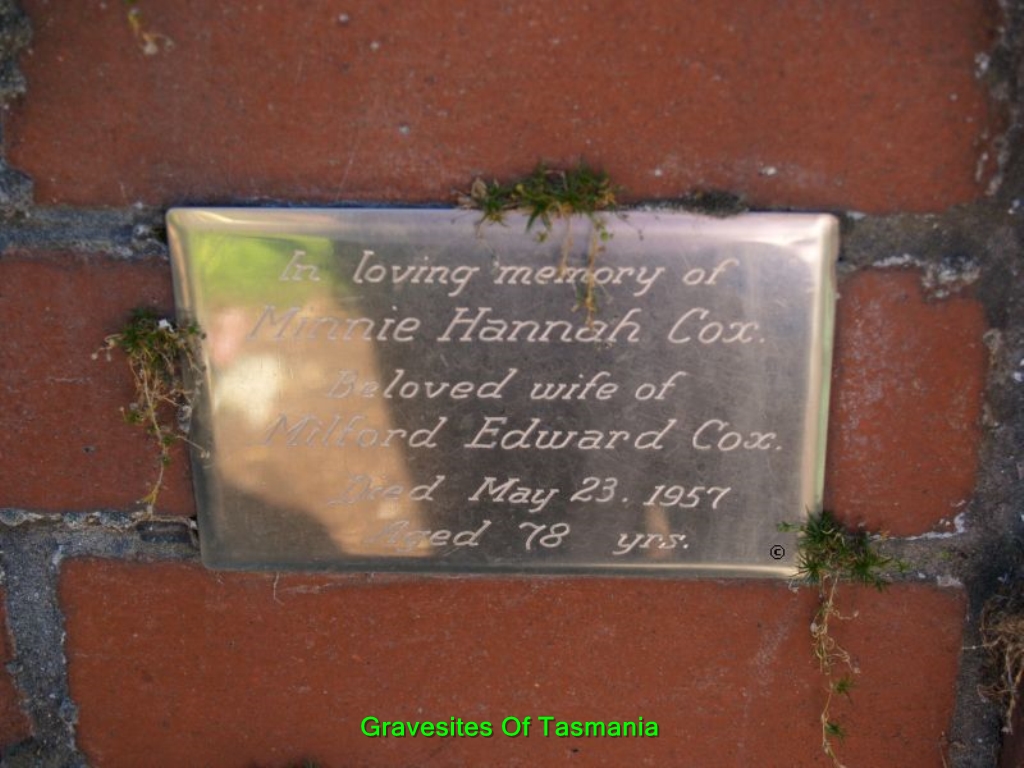 In loving memory of
Minnie Hannah Cox.
Beloved wife of
Milford Edward Cox.
Died May 23. 1957
Aged 78 yrs.
©
Gravesites Of Tasmania